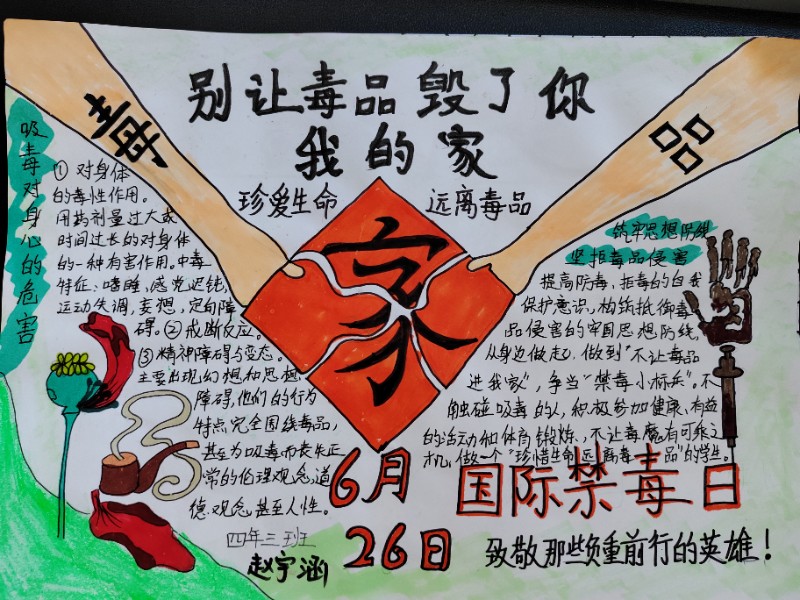 别让毒品毁了你
我的家
毒
品
珍爱生命
远离毒品
家
吸毒对身心的危害
①对身体
的毒性作用。
用药剂量过大或
时间过长的对身体
的一种有害作用。中毒
特征：嗜睡、感觉迟钝,
运动失调,妄想,定向障
碍。②戒断反应。
③精神障碍与变态。
主要出现幻想和思想
障碍,他们的行为
特点完全围绕毒品,
甚至为吸毒而丧失正
常的伦理观念,道
德观念,甚至人性。
筑牢思想防线
坚拒毒品侵害
提高防毒、拒毒的自我
保护意识,构筑抵御毒
品侵害的牢固思想防线,
从身边做起,做到“不让毒品
进我家”,争当“禁毒小标兵”。不
触碰吸毒的人,积极参加健康、有益
的活动和体育锻炼、不让毒魔有可乘之
机,做一个“珍惜生命远离毒品”的学生。
6月
26日
国际禁毒日
致敬那些负重前行的英雄！
四年三班
赵宇涵